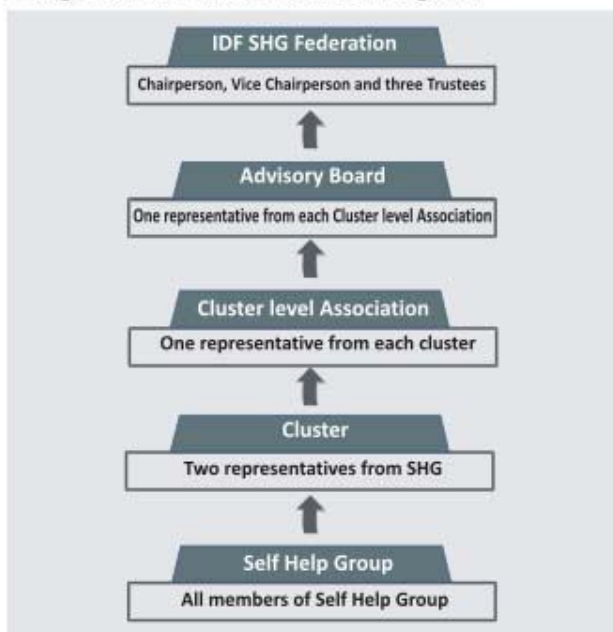 IDF SHG Federation
Chairperson, Vice Chairperson and three Trustees
Advisory Board
One representative from each Cluster level Association
Cluster level Association
One representative from each cluster
Cluster
Two representatives from SHG
Self Help Group
All members of Self Help Group